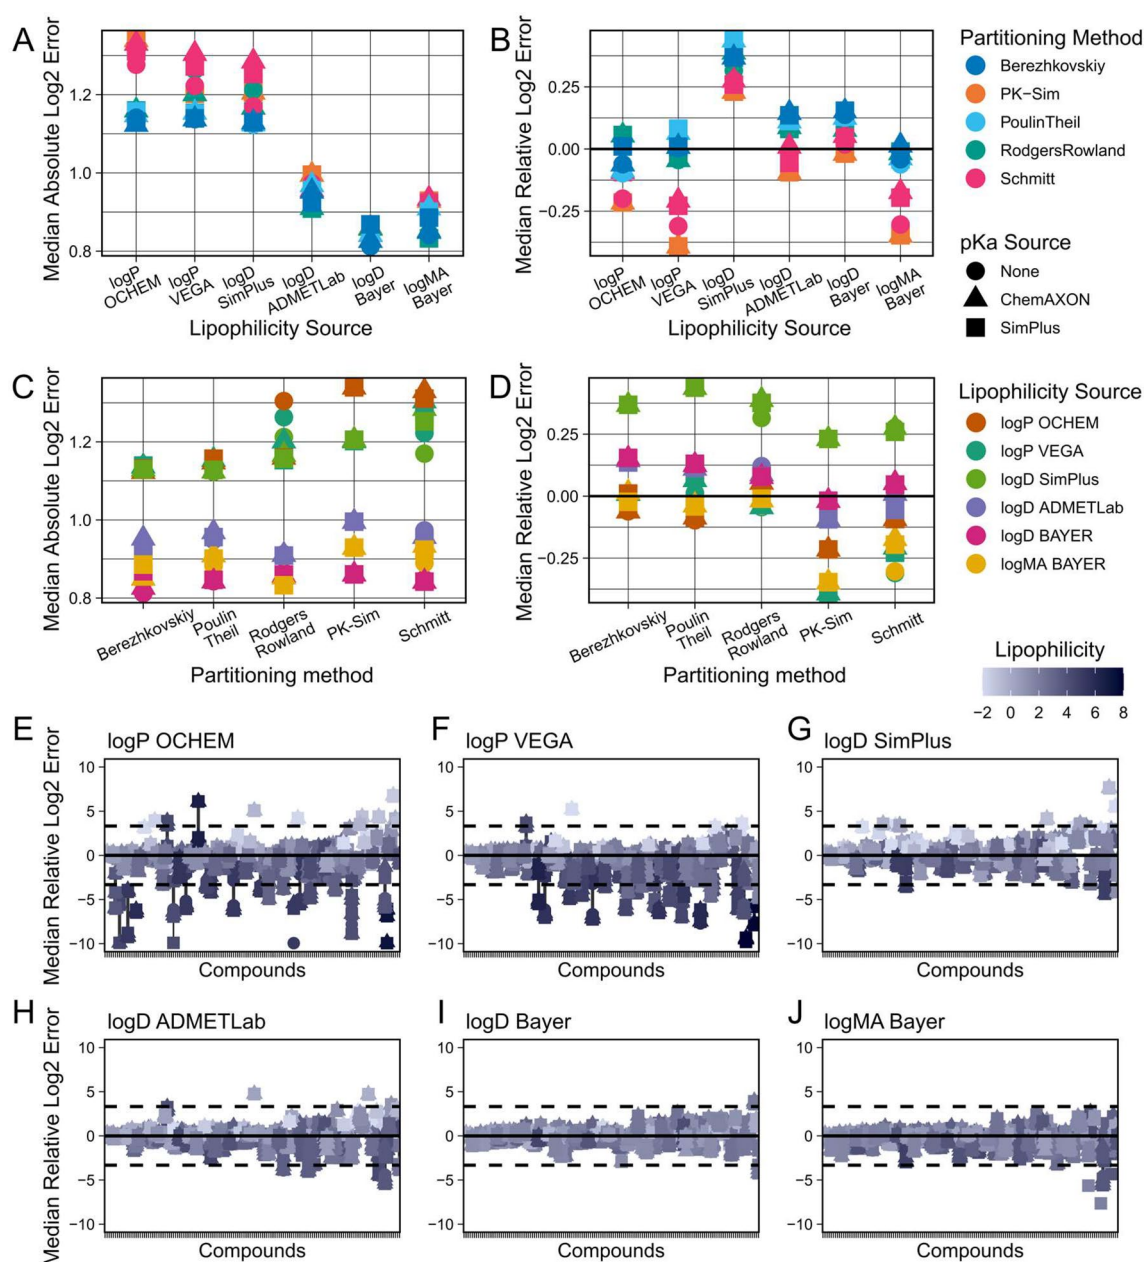 A
Median Absolute Log2 Error
1.2
1.0
0.8
logP
OCHEM
logP
VEGA
logD
SimPlus
logD
ADMETLab
logD
Bayer
logMA
Bayer
Lipophilicity Source
B
Median Relative Log2 Error
0.25
0.00
−0.25
logP
OCHEM
logP
VEGA
logD
SimPlus
logD
ADMETLab
logD
Bayer
logMA
Bayer
Lipophilicity Source
Partitioning Method
Berezhkovskiy
PK−Sim
PoulinTheil
RodgersRowland
Schmitt
pKa Source
None
ChemAXON
SimPlus
C
Median Absolute Log2 Error
1.2
1.0
0.8
Berezhkovskiy
Poulin
Theil
Rodgers
Rowland
PK-Sim
Schmitt
Partitioning method
D
Median Relative Log2 Error
0.25
0.00
−0.25
Berezhkovskiy
Poulin
Theil
Rodgers
Rowland
PK-Sim
Schmitt
Partitioning method
Lipophilicity Source
logP OCHEM
logP VEGA
logD SimPlus
logD ADMETLab
logD BAYER
logMA BAYER
Lipophilicity
−2 0 2 4 6 8
E
logP OCHEM
Median Relative Log2 Error
10
5
0
−5
−10
Compounds
F
logP VEGA
10
5
0
−5
−10
Compounds
G
logD SimPlus
10
5
0
−5
−10
Compounds
H
logD ADMETLab
Median Relative Log2 Error
10
5
0
−5
−10
Compounds
I
logD Bayer
10
5
0
−5
−10
Compounds
J
logMA Bayer
10
5
0
−5
−10
Compounds